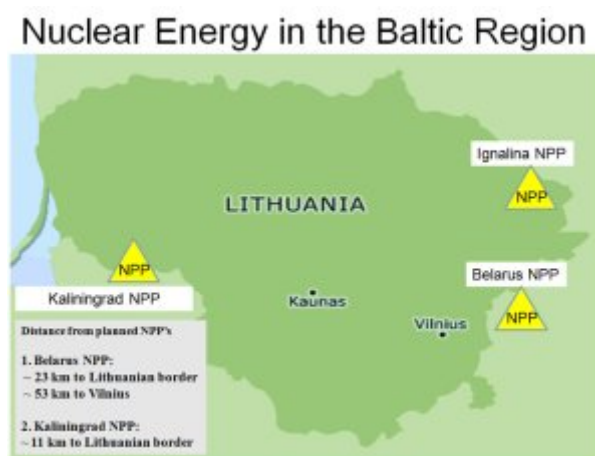 Nuclear Energy in the Baltic Region
Ignalina NPP
NPP
LITHUANIA
Belarus NPP
NPP
NPP
Kaliningrad NPP
Kaunas
Vilnius
Distance from planned NPP's
1. Belarus NPP:
~ 23 km to Lithuanian border
~ 53 km to Vilnius
2. Kaliningrad NPP:
~ 11 km to Lithuanian border